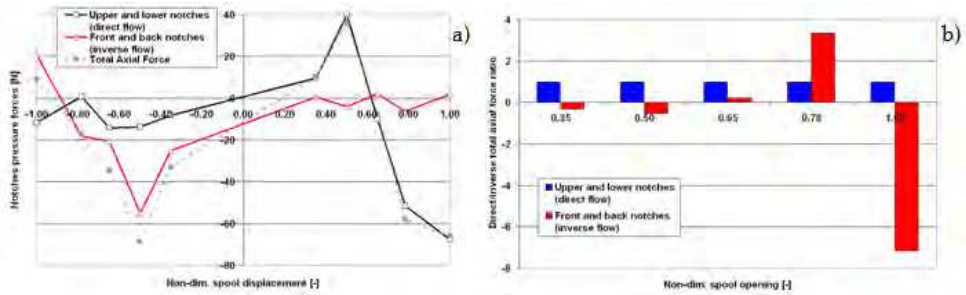 a)
Notches pressure forces [N]
40
20
-20
-40
-60
-80
-1.00 -0.80 -0.60 -0.40 -0.20 0.00 0.20 0.40 0.60 0.80 1.00
Upper and lower notches
(direct flow)
Front and back notches
(inverse flow)
Total Axial Force
Non-dim. spool displacement [-]
b)
Direct/inverse total axial force ratio
4
2
0
-2
-4
-6
-8
0.35 0.50 0.65 0.78
Upper and lower notches
(direct flow)
Front and back notches
(inverse flow)
Non-dim. spool opening [-]